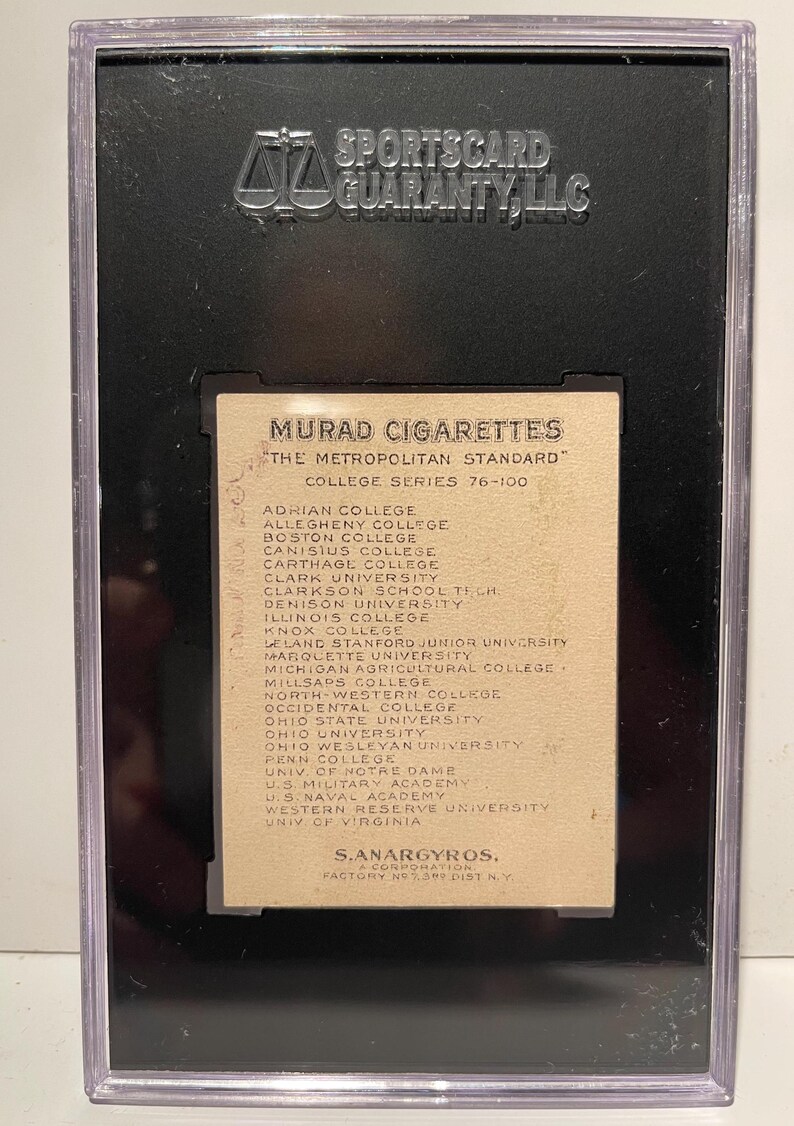 SPORTSCARD
GUARANTY, LLC
MURAD CIGARETTES
"THE METROPOLITAN STANDARD"
COLLEGE SERIES 76-100
ADRIAN COLLEGE
ALLEGHENY COLLEGE
BOSTON COLLEGE
CANISIUS COLLEGE
CARTHAGE COLLEGE
CLARK UNIVERSITY
CLARKSON SCHOOL TECH.
DENISON UNIVERSITY
ILLINOIS COLLEGE
KNOX COLLEGE
LELAND STANFORD JUNIOR UNIVERSITY
MARQUETTE UNIVERSITY
MICHIGAN AGRICULTURAL COLLEGE
MILLSAPS COLLEGE
NORTH-WESTERN COLLEGE
OCCIDENTAL COLLEGE
OHIO STATE UNIVERSITY
OHIO UNIVERSITY
OHIO WESLEYAN UNIVERSITY
PENN COLLEGE
UNIV. OF NOTRE DAME
U.S. MILITARY ACADEMY
U.S. NAVAL ACADEMY
WESTERN RESERVE UNIVERSITY
UNIV. OF VIRGINIA
S. ANARGYROS.
A CORPORATION
FACTORY No 7, 3RD DIST N.Y.